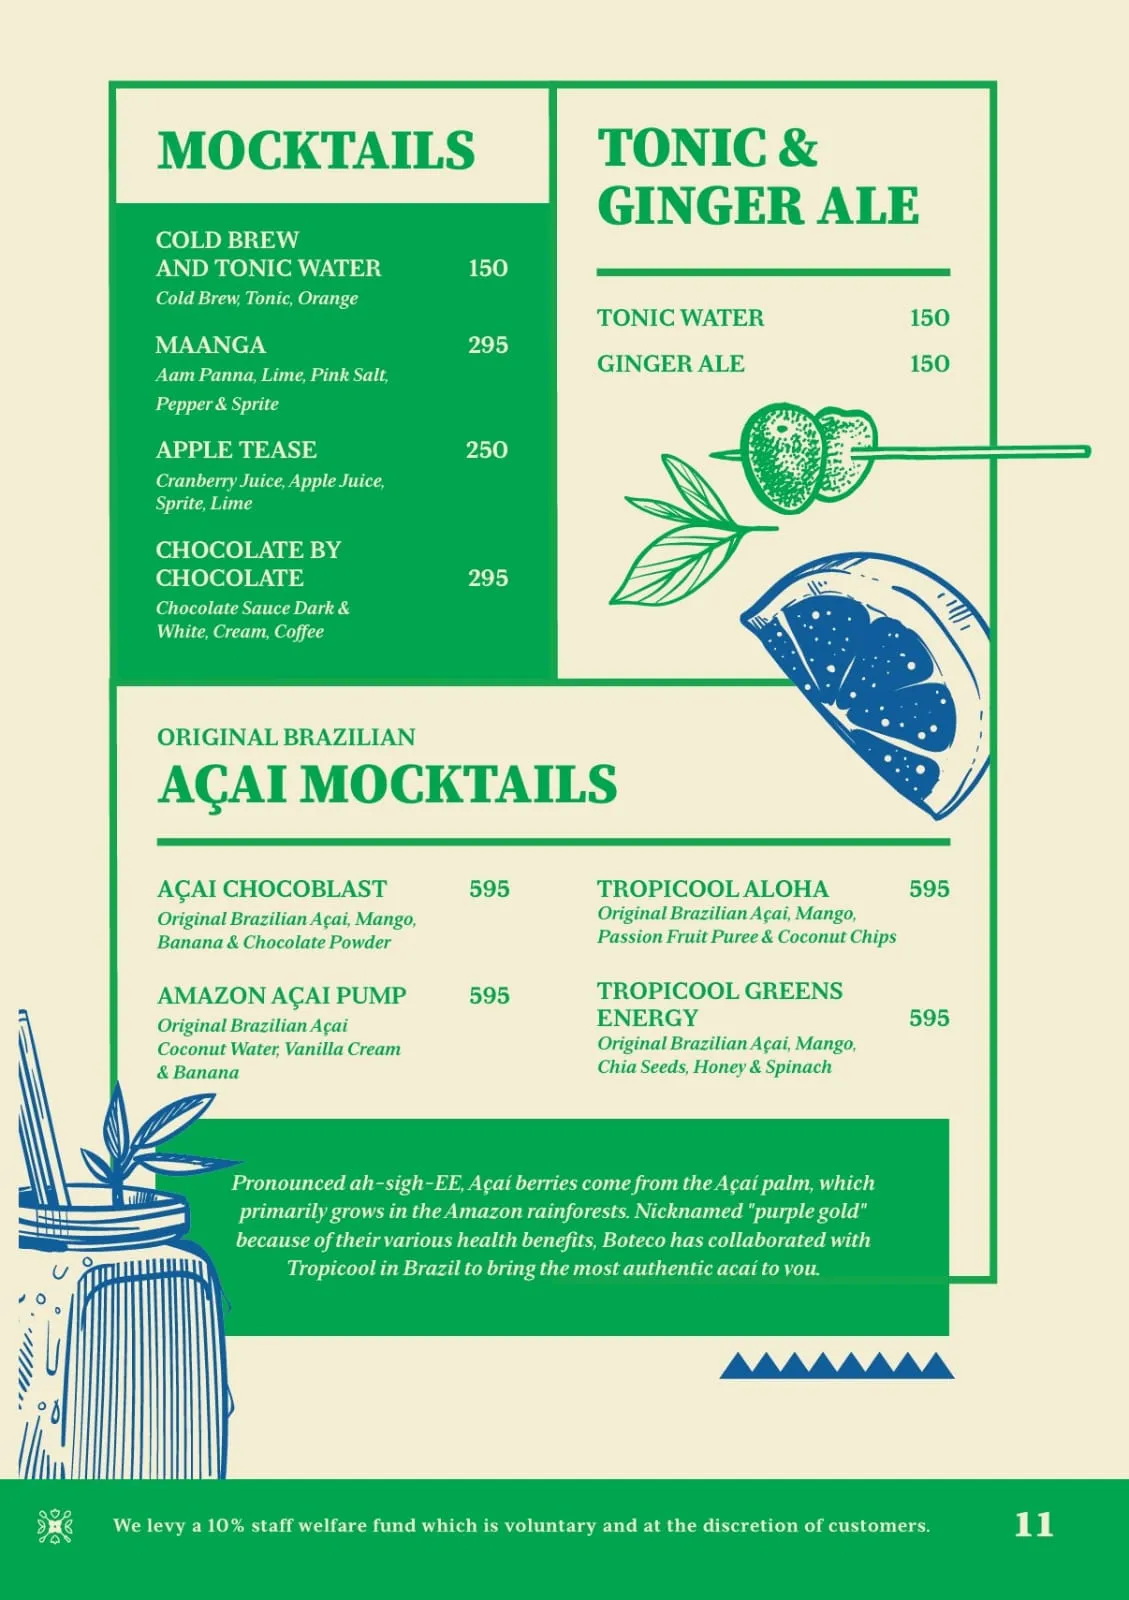 MOCKTAILS
COLD BREW
AND TONIC WATER 150
Cold Brew, Tonic, Orange
MAANGA 295
Aam Panna, Lime, Pink Salt,
Pepper & Sprite
APPLE TEASE 250
Cranberry Juice, Apple Juice,
Sprite, Lime
CHOCOLATE BY
CHOCOLATE 295
Chocolate Sauce Dark &
White, Cream, Coffee
TONIC &
GINGER ALE
TONIC WATER 150
GINGER ALE 150
ORIGINAL BRAZILIAN
AÇAI MOCKTAILS
AÇAI CHOCOBLAST 595
Original Brazilian Açai, Mango,
Banana & Chocolate Powder
AMAZON AÇAI PUMP 595
Original Brazilian Açai
Coconut Water, Vanilla Cream
& Banana
TROPICOOL ALOHA 595
Original Brazilian Açai, Mango,
Passion Fruit Puree & Coconut Chips
TROPICOOL GREENS
ENERGY 595
Original Brazilian Açai, Mango,
Chia Seeds, Honey & Spinach
Pronounced ah-sigh-EE, Açaí berries come from the Açaí palm, which
primarily grows in the Amazon rainforests. Nicknamed "purple gold"
because of their various health benefits, Boteco has collaborated with
Tropicool in Brazil to bring the most authentic acaí to you.
We levy a 10% staff welfare fund which is voluntary and at the discretion of customers.
11